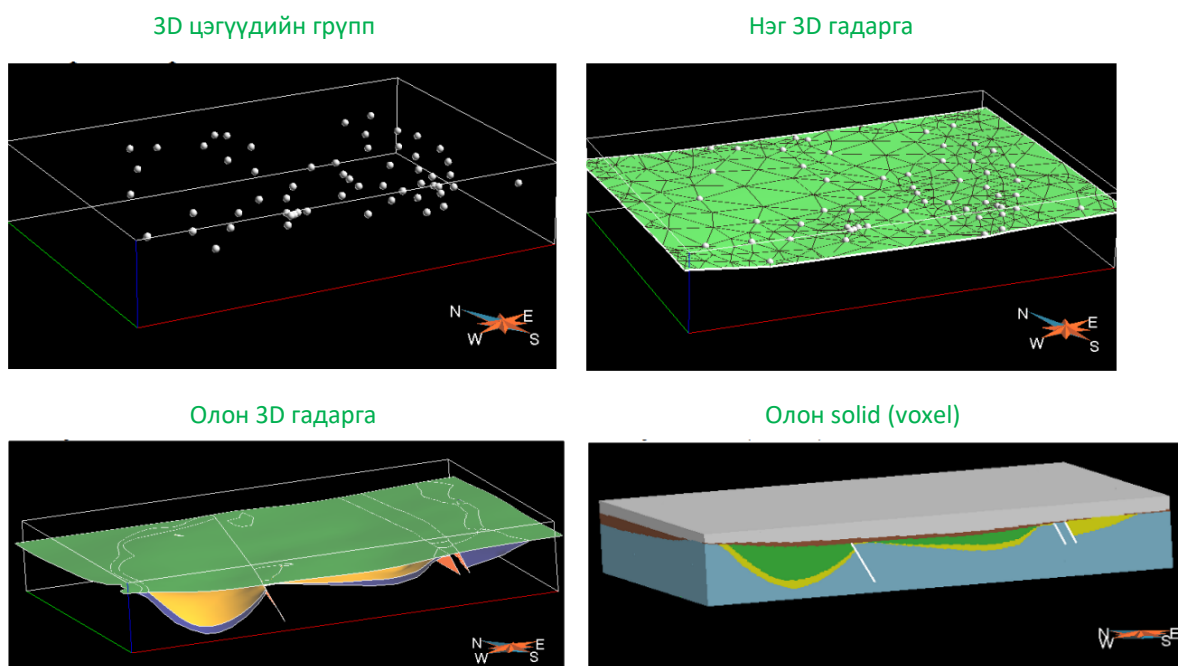 3D цэгүүдийн групп
Нэг 3D гадарга
N
E
W
S
N
E
W
S
Олон 3D гадарга
Олон solid (voxel)
N
E
W
S
N
E
W
S